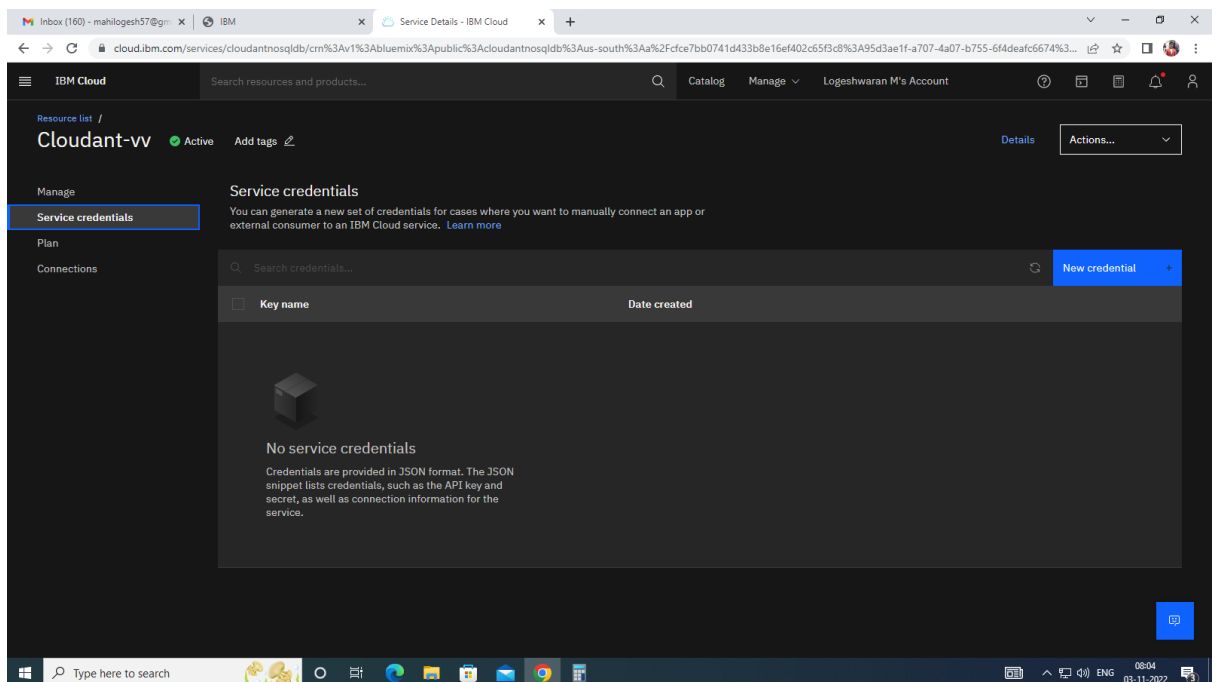 Inbox (160) - mahilogesh57@gm
IBM
Service Details - IBM Cloud
cloud.ibm.com/services/cloudantnosqldb/crn%3Av1%3Abluemix%3Apublic%3Acloudantnosqldb%3Aus-south%3Aa%2Fcfce7bb0741d433b8e16ef402c65f3c8%3A95d3ae1f-a707-4a07-b755-6f4deafc6674%3...
IBM Cloud
Search resources and products...
Catalog
Manage
Logeshwaran M's Account
Resource list /
Cloudant-vv
Active
Add tags
Details
Actions...
Manage
Service credentials
Plan
Connections
Service credentials
You can generate a new set of credentials for cases where you want to manually connect an app or
external consumer to an IBM Cloud service. Learn more
Search credentials...
New credential +
Key name
Date created
No service credentials
Credentials are provided in JSON format. The JSON
snippet lists credentials, such as the API key and
secret, as well as connection information for the
service.
Type here to search
ENG
08:04
03-11-2022
3